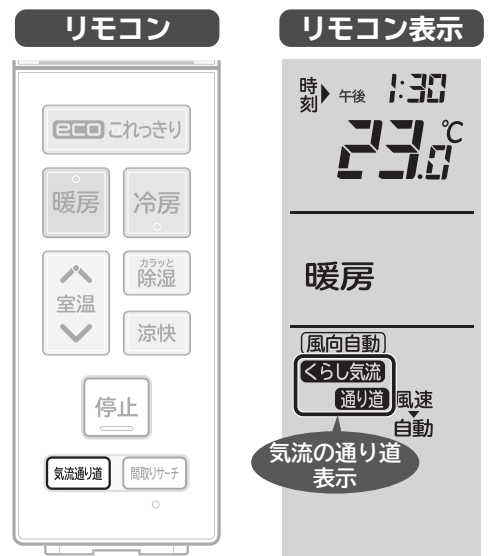 リモコン
eco これっきり
暖房
冷房
室温
カラッと
除湿
涼快
停止
気流通り道
間取りサーチ
リモコン表示
時刻 午後 1:30
23.0℃
暖房
風向自動
くらし気流
通り道
風速
自動
気流の通り道
表示